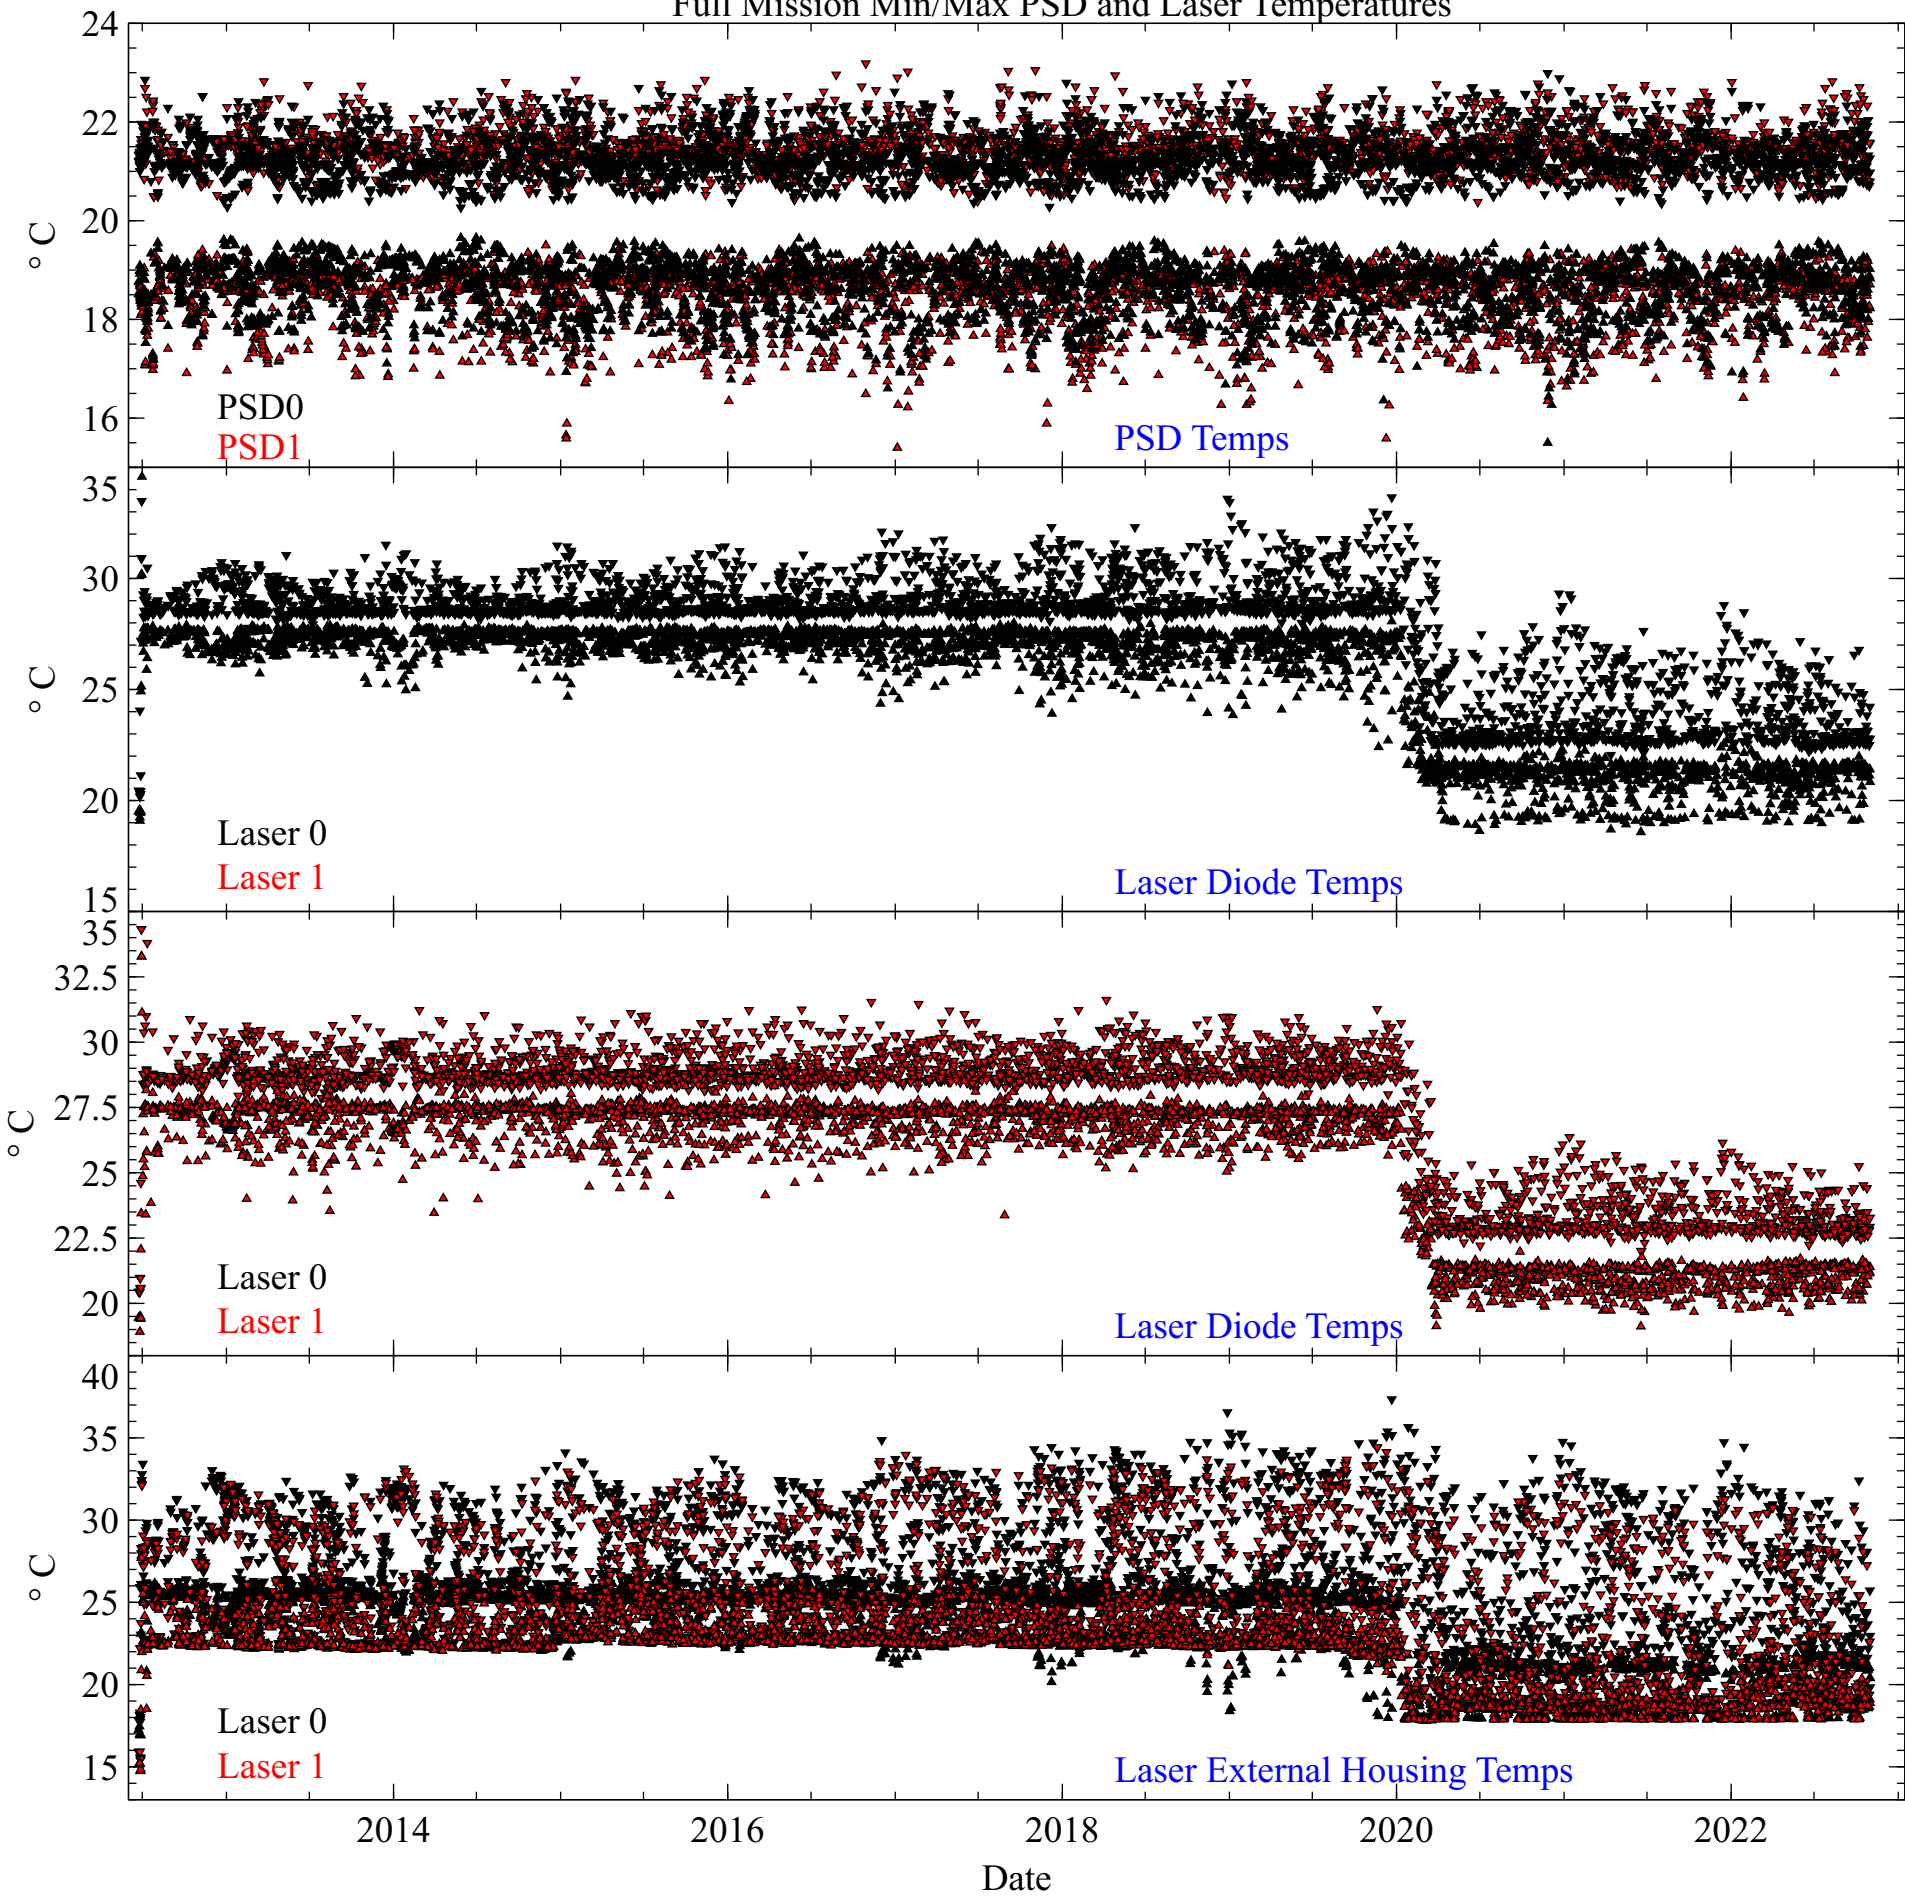 Full Mission Min/Max PSD and Laser Temperatures
24
22
20
18
16
° C
PSD0
PSD1
PSD Temps
35
30
25
20
15
° C
Laser 0
Laser 1
Laser Diode Temps
35
32.5
30
27.5
25
22.5
20
° C
Laser 0
Laser 1
Laser Diode Temps
40
35
30
25
20
15
° C
Laser 0
Laser 1
Laser External Housing Temps
2014 2016 2018 2020 2022
Date